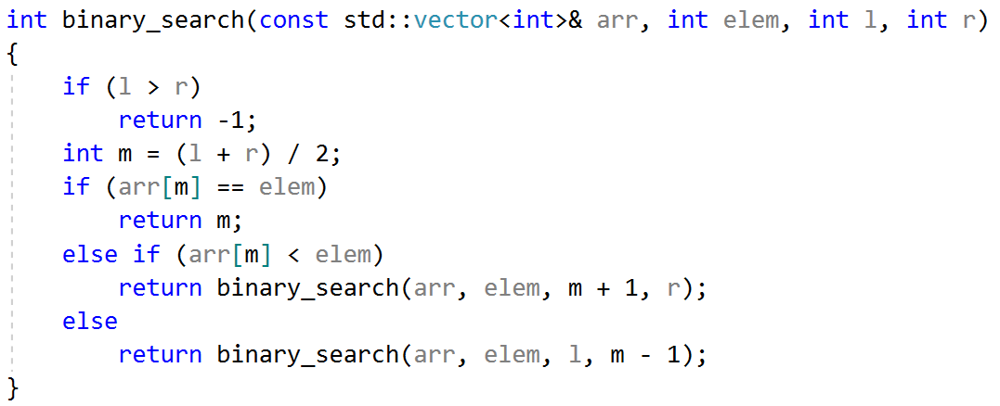 int binary_search(const std::vector<int>& arr, int elem, int l, int r)
{
    if (l > r)
        return -1;
    int m = (l + r) / 2;
    if (arr[m] == elem)
        return m;
    else if (arr[m] < elem)
        return binary_search(arr, elem, m + 1, r);
    else
        return binary_search(arr, elem, l, m - 1);
}